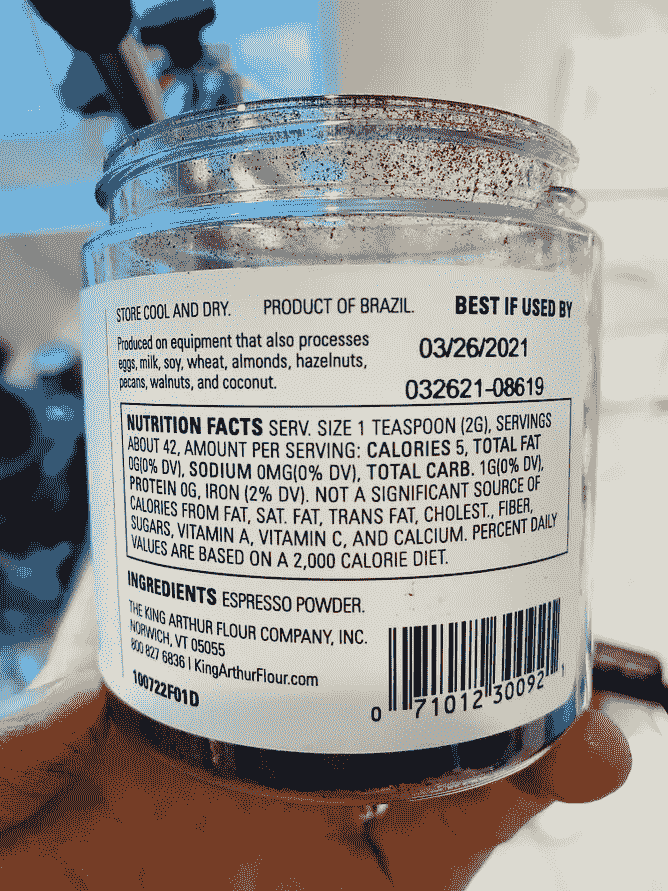 STORE COOL AND DRY. PRODUCT OF BRAZIL. BEST IF USED BY
Produced on equipment that also processes
eggs, milk, soy, wheat, almonds, hazelnuts,
pecans, walnuts, and coconut.
03/26/2021
032621-08619
NUTRITION FACTS SERV. SIZE 1 TEASPOON (2G), SERVINGS
ABOUT 42, AMOUNT PER SERVING: CALORIES 5, TOTAL FAT
0G(0% DV), SODIUM 0MG(0% DV), TOTAL CARB. 1G(0% DV),
PROTEIN 0G, IRON (2% DV). NOT A SIGNIFICANT SOURCE OF
CALORIES FROM FAT, SAT. FAT, TRANS FAT, CHOLEST., FIBER,
SUGARS, VITAMIN A, VITAMIN C, AND CALCIUM. PERCENT DAILY
VALUES ARE BASED ON A 2,000 CALORIE DIET.
INGREDIENTS ESPRESSO POWDER.
THE KING ARTHUR FLOUR COMPANY, INC.
NORWICH, VT 05055
800 827 6836 | KingArthurFlour.com
100722F01D
0 71012 30092 1